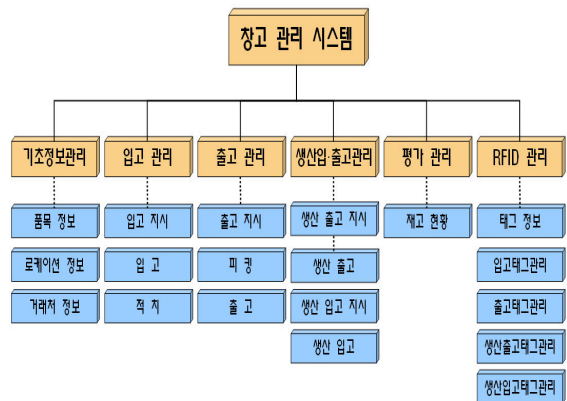 창고 관리 시스템
기초정보관리
입고 관리
출고 관리
생산입·출고관리
평가 관리
RFID 관리
품목 정보
입고 지시
출고 지시
생산 출고 지시
재고 현황
태그 정보
로케이션 정보
입 고
피 킹
생산 출고
입고태그관리
거래처 정보
적 치
출 고
생산 입고 지시
출고태그관리
생산 입고
생산출고태그관리
생산입고태그관리